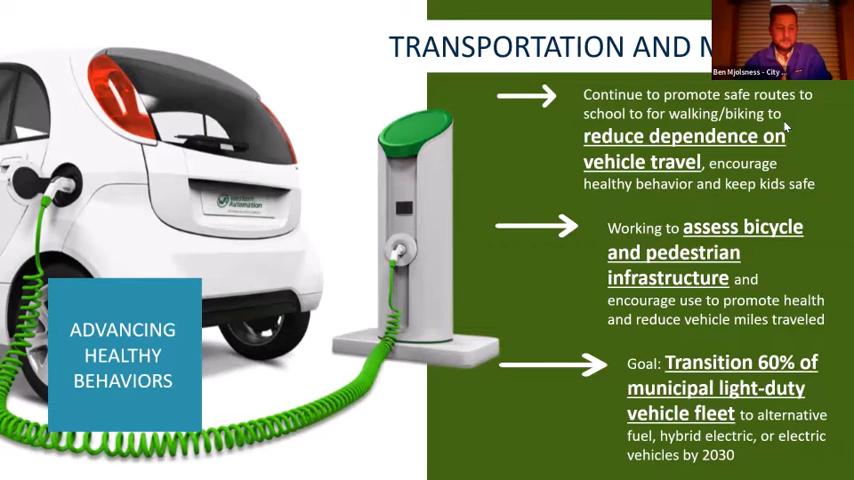 TRANSPORTATION AND
Ben Mjolsness - City ...
Continue to promote safe routes to
school to for walking/biking to
reduce dependence on
vehicle travel, encourage
healthy behavior and keep kids safe
Working to assess bicycle
and pedestrian
infrastructure and
encourage use to promote health
and reduce vehicle miles traveled
Goal: Transition 60% of
municipal light-duty
vehicle fleet to alternative
fuel, hybrid electric, or electric
vehicles by 2030
Western
Automation
ADVANCING
HEALTHY
BEHAVIORS